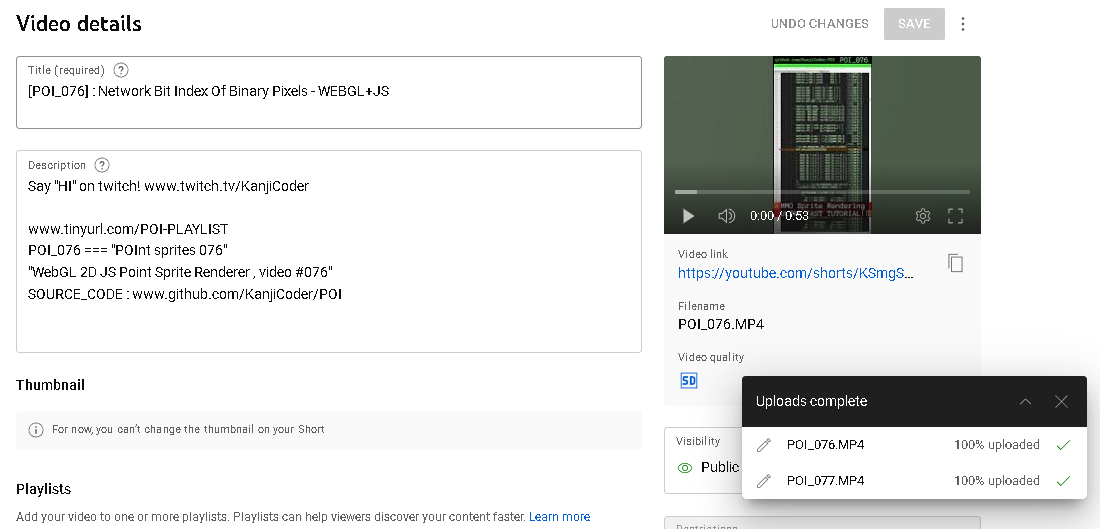 Video details
UNDO CHANGES
SAVE
Title (required)
[POI_076] : Network Bit Index Of Binary Pixels - WEBGL+JS
Description
Say "HI" on twitch! www.twitch.tv/KanjiCoder
www.tinyurl.com/POI-PLAYLIST
POI_076 === "POInt sprites 076"
"WebGL 2D JS Point Sprite Renderer , video #076"
SOURCE_CODE : www.github.com/KanjiCoder/POI
Thumbnail
For now, you can't change the thumbnail on your Short
Playlists
Add your video to one or more playlists. Playlists can help viewers discover your content faster. Learn more
POI_076
MMO Sprite Rendering
0:00 / 0:53
Video link
https://youtube.com/shorts/KSmgS...
Filename
POI_076.MP4
Video quality
SD
Visibility
Public
Uploads complete
POI_076.MP4 100% uploaded
POI_077.MP4 100% uploaded